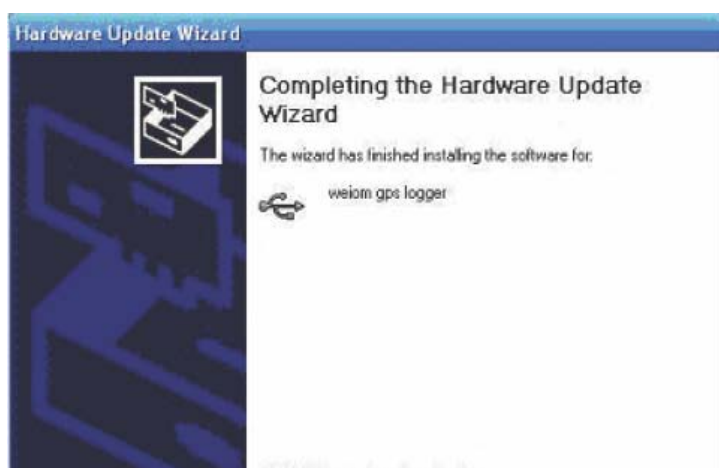 Hardware Update Wizard
Completing the Hardware Update
Wizard
The wizard has finished installing the software for:
weiom gps logger